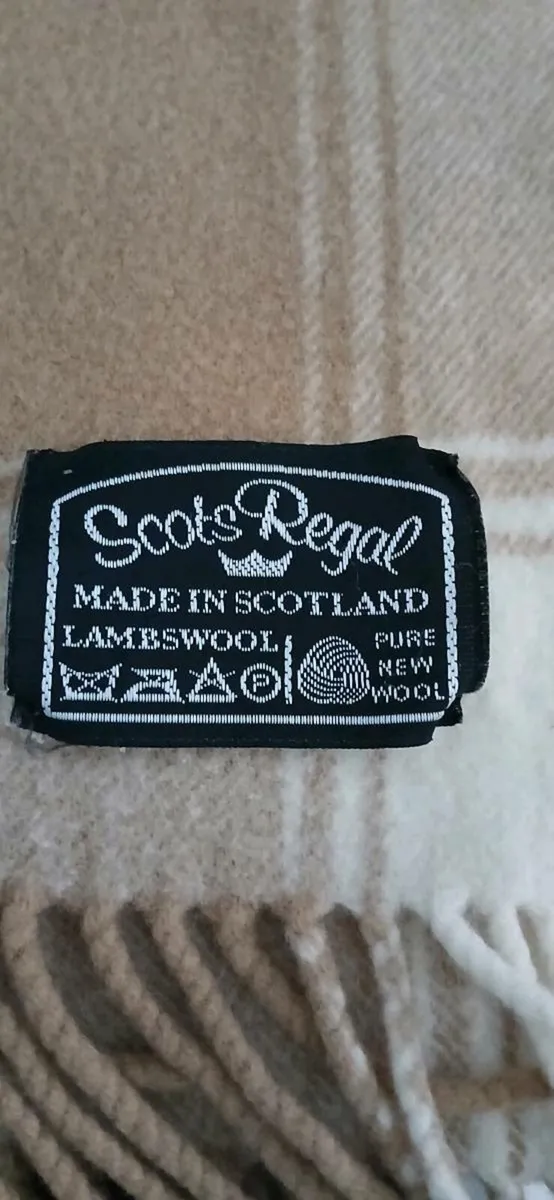 Scots Regal
MADE IN SCOTLAND
LAMBSWOOL
P
PURE
NEW
WOOL